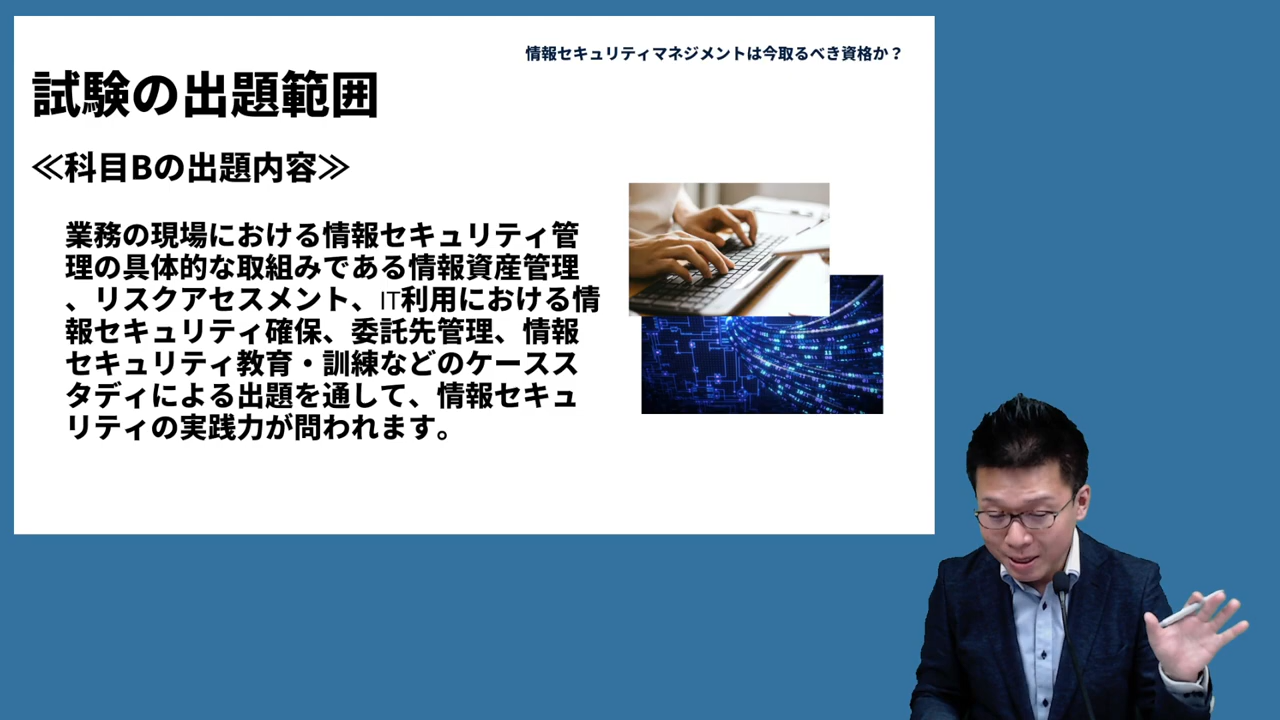 情報セキュリティマネジメントは今取るべき資格か？
試験の出題範囲
≪科目Bの出題内容≫
業務の現場における情報セキュリティ管
理の具体的な取組みである情報資産管理
、リスクアセスメント、IT利用における情
報セキュリティ確保、委託先管理、情報
セキュリティ教育・訓練などのケースス
タディによる出題を通して、情報セキュ
リティの実践力が問われます。